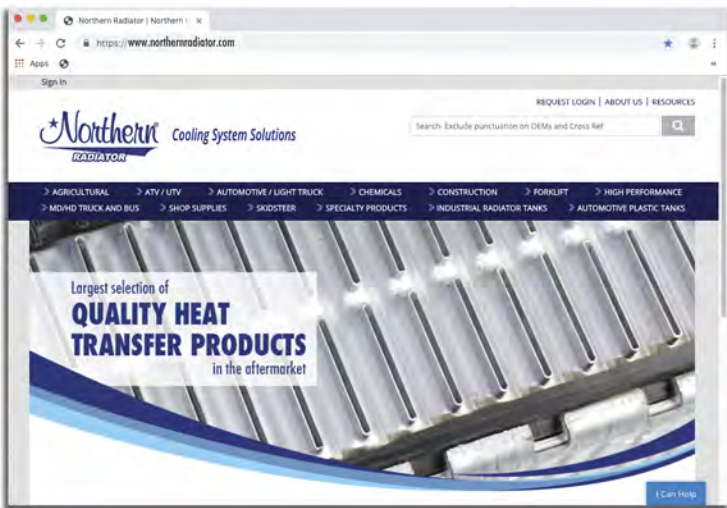 Northern Radiator | Northern
https://www.northernradiator.com
Apps
Sign In
REQUEST LOGIN | ABOUT US | RESOURCES
Northern
RADIATOR
Cooling System Solutions
Search- Exclude punctuation on OEMs and Cross Ref
> AGRICULTURAL > ATV / UTV > AUTOMOTIVE / LIGHT TRUCK > CHEMICALS > CONSTRUCTION > FORKLIFT > HIGH PERFORMANCE
> MD/HD TRUCK AND BUS > SHOP SUPPLIES > SKIDSTEER > SPECIALTY PRODUCTS > INDUSTRIAL RADIATOR TANKS > AUTOMOTIVE PLASTIC TANKS
Largest selection of
QUALITY HEAT
TRANSFER PRODUCTS
in the aftermarket
I Can Help